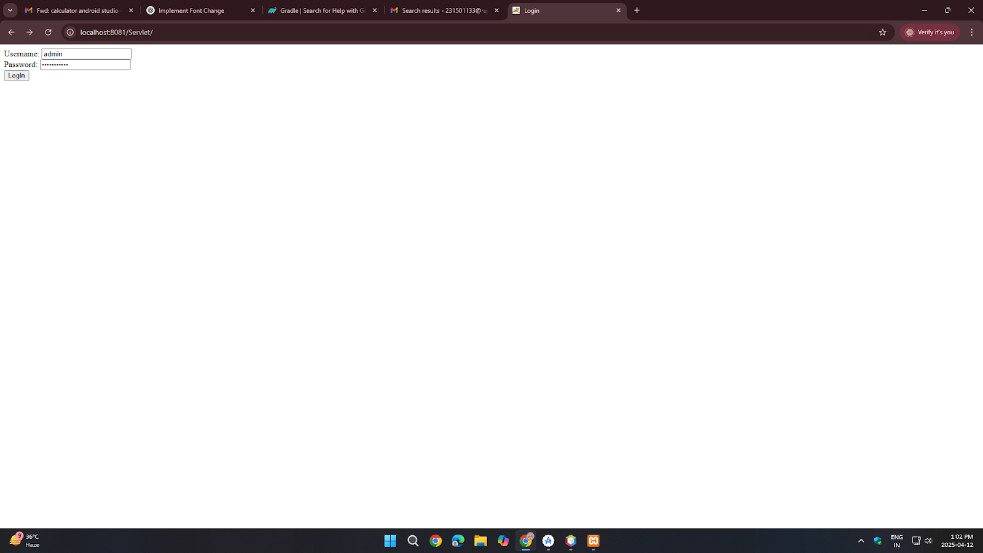 Fwd: calculator android studio
Implement Font Change
Gradle | Search for Help with G
Search results - 231501133@
Login
localhost:8081/Servlet/
Verify it's you
Username: admin
Password: •••••••••••
Login
36°C
Haze
ENG
IN
1:02 PM
2025-04-12